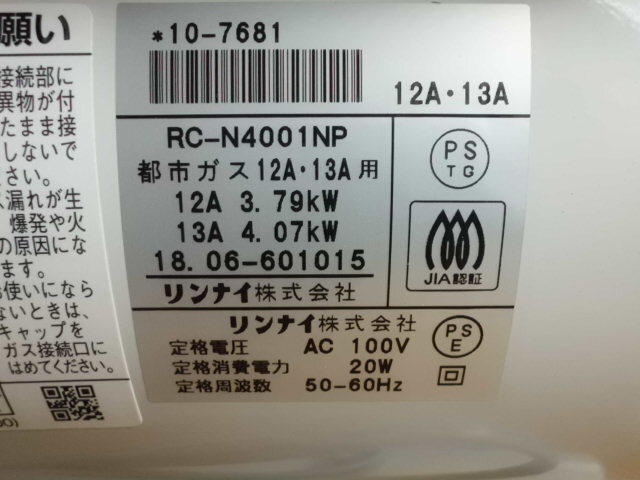 願い
接続部に
異物が付
たまま接
しないで
ださい。
ス漏れが生
爆発や火
の原因にな
ます。
お使いになら
ないときは、
キャップを
ガス接続口に
はめてください。
*10-7681
12A・13A
RC-N4001NP
都市ガス12A・13A用
12A 3.79kW
13A 4.07kW
18.06-601015
リンナイ株式会社
PS
TG
JIA認証
リンナイ株式会社
定格電圧 AC 100V
定格消費電力 20W
定格周波数 50-60Hz
PS
E